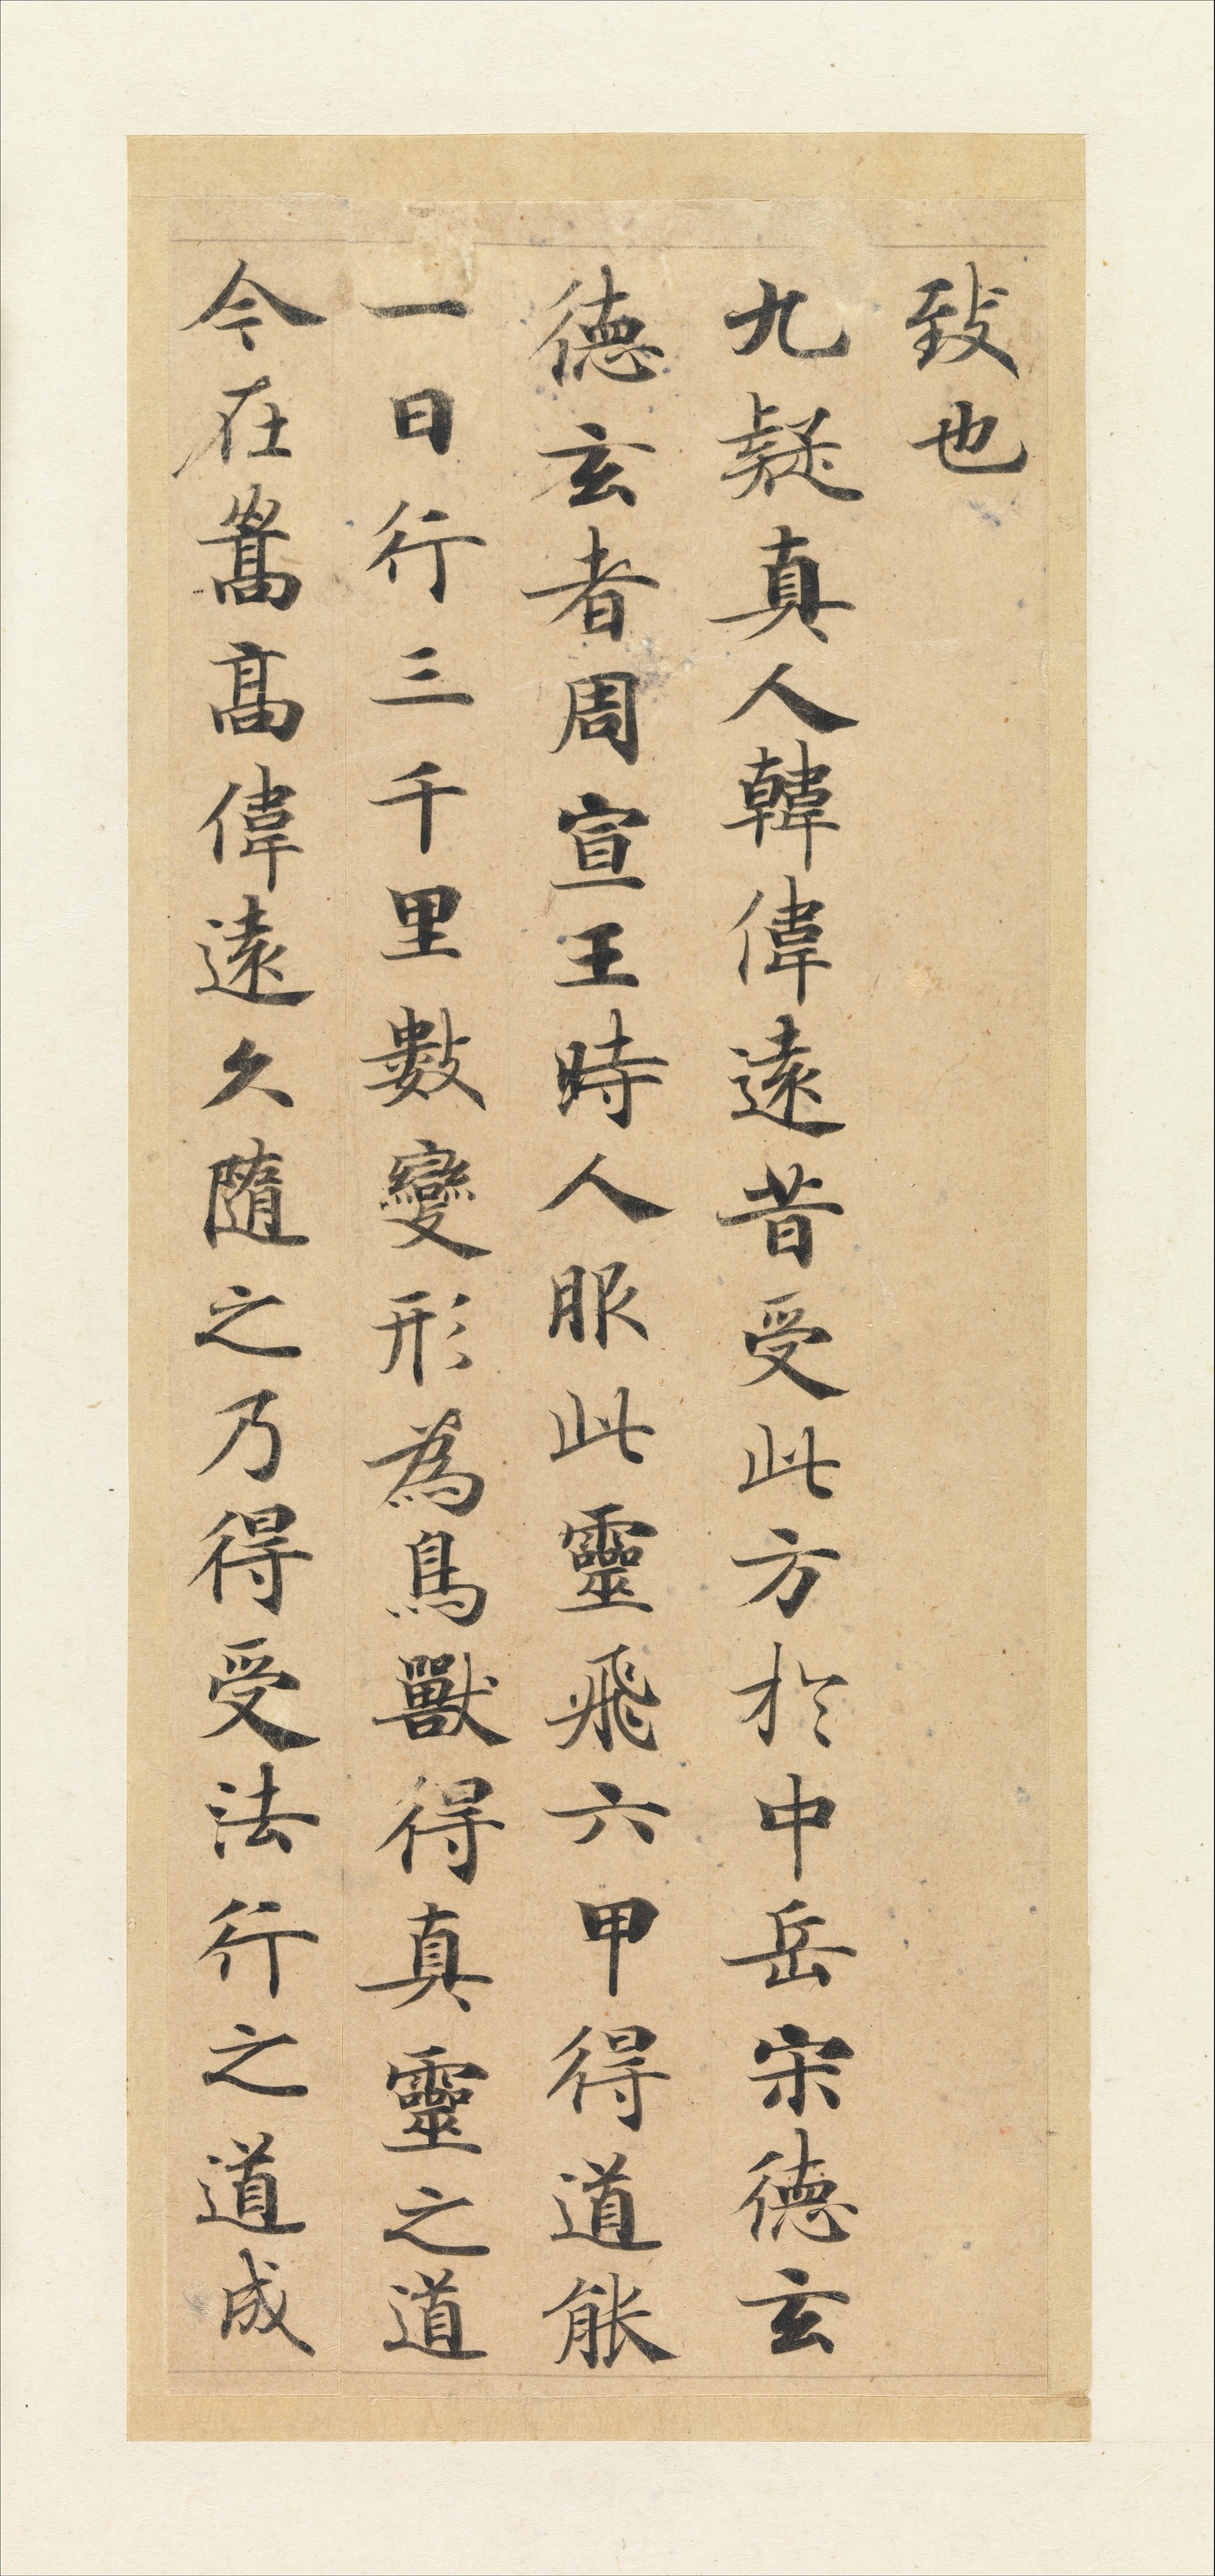 致也
九疑真人韓偉遠昔受此方於中岳宋德玄
德玄者周宣王時人服此靈飛六甲得道能
一日行三千里數變形為鳥獸得真靈之道
今在嵩高偉遠久隨之乃得受法行之道成